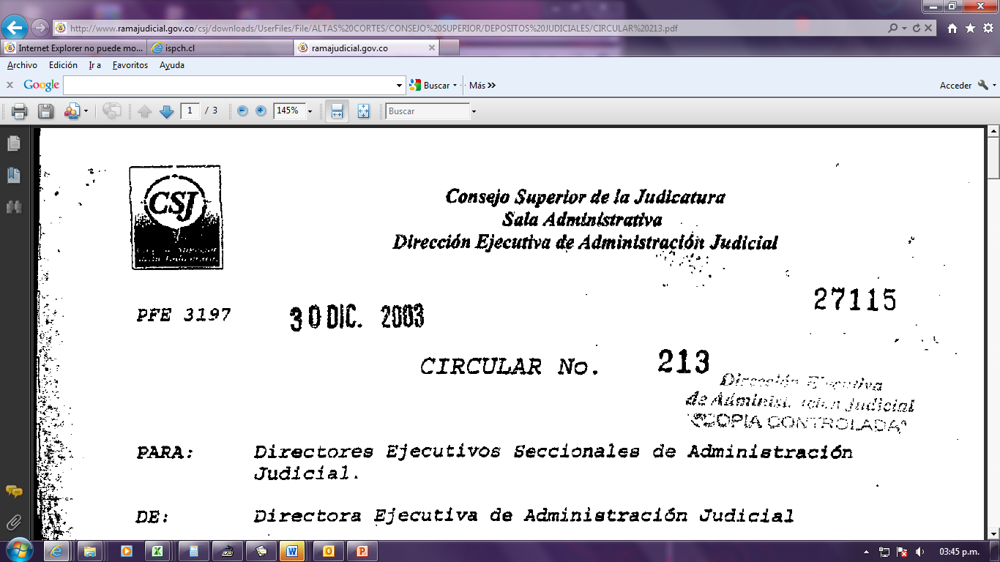 http://www.ramajudicial.gov.co/csj/downloads/UserFiles/File/ALTAS%20CORTES/CONSEJO%20SUPERIOR/DEPOSITOS%20JUDICIALES/CIRCULAR%20213.pdf
Internet Explorer no puede mo... ispch.cl ramajudicial.gov.co
Archivo Edición Ir a Favoritos Ayuda
x Google Buscar Más >> Acceder
1 / 3 145% Buscar
CSJ
Consejo Superior de la Judicatura
Sala Administrativa
Dirección Ejecutiva de Administración Judicial
27115
PFE 3197 30 DIC. 2003
CIRCULAR No. 213
Dirección Ejecutiva
de Administración Judicial
"COPIA CONTROLADA"
PARA: Directores Ejecutivos Seccionales de Administración
Judicial.
DE: Directora Ejecutiva de Administración Judicial
03:45 p.m.